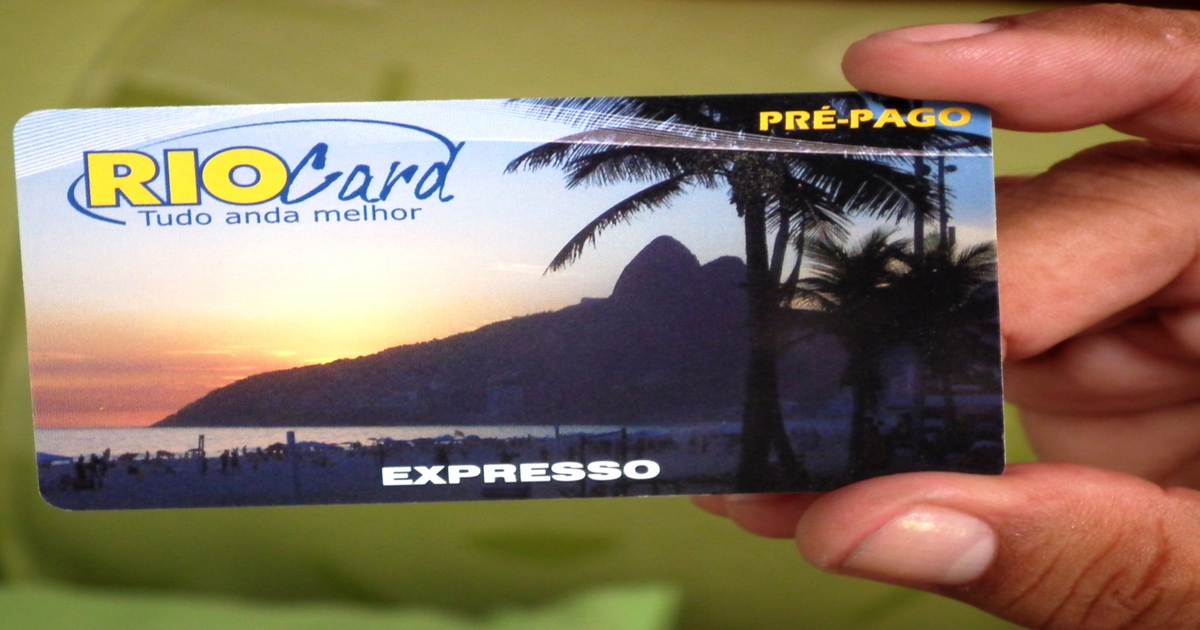 PRÉ-PAGO
RIOCard
Tudo anda melhor
EXPRESSO